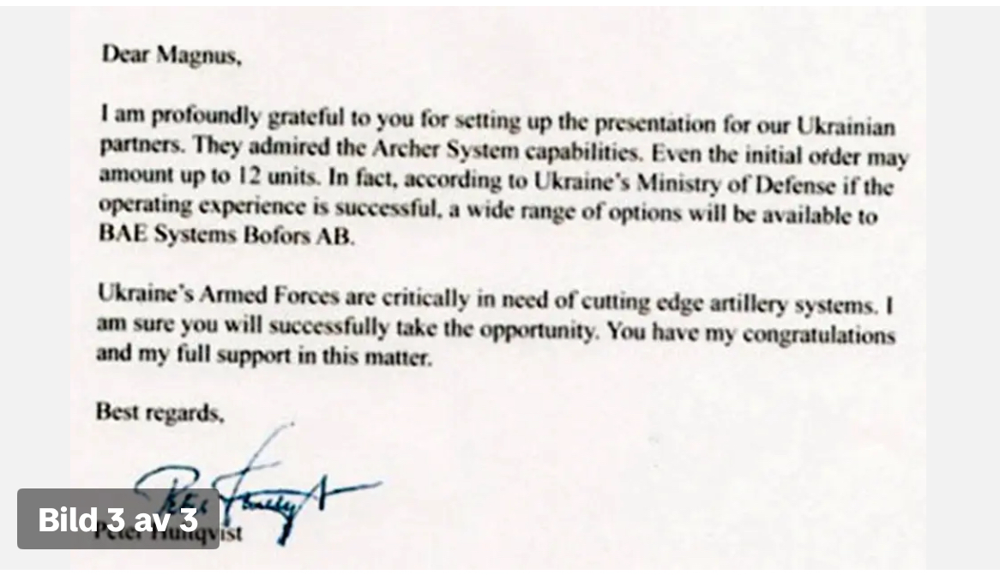 Dear Magnus,
I am profoundly grateful to you for setting up the presentation for our Ukrainian
partners. They admired the Archer System capabilities. Even the initial order may
amount up to 12 units. In fact, according to Ukraine's Ministry of Defense if the
operating experience is successful, a wide range of options will be available to
BAE Systems Bofors AB.
Ukraine's Armed Forces are critically in need of cutting edge artillery systems. I
am sure you will successfully take the opportunity. You have my congratulations
and my full support in this matter.
Best regards,
Bild 3 av 3
Peter Hultqvist